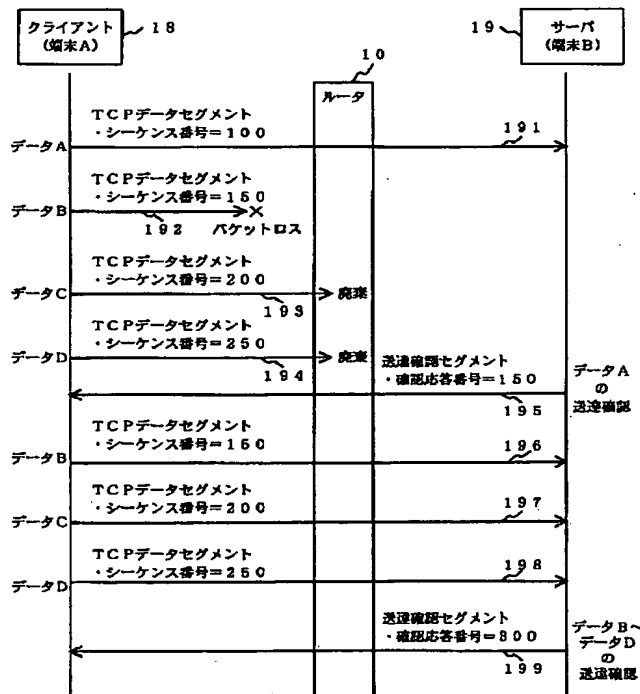 クライアント
(端末A)
18
19
サーバ
(端末B)
10
ルータ
TCPデータセグメント
・シーケンス番号=100
191
データA
TCPデータセグメント
・シーケンス番号=150
データB
192
パケットロス
TCPデータセグメント
・シーケンス番号=200
データC
廃棄
193
TCPデータセグメント
・シーケンス番号=250
データD
廃棄
194
送達確認セグメント
・確認応答番号=150
195
データA
の
送達確認
TCPデータセグメント
・シーケンス番号=150
196
データB
TCPデータセグメント
・シーケンス番号=200
197
データC
TCPデータセグメント
・シーケンス番号=250
198
データD
送達確認セグメント
・確認応答番号=300
199
データB~
データD
の
送達確認